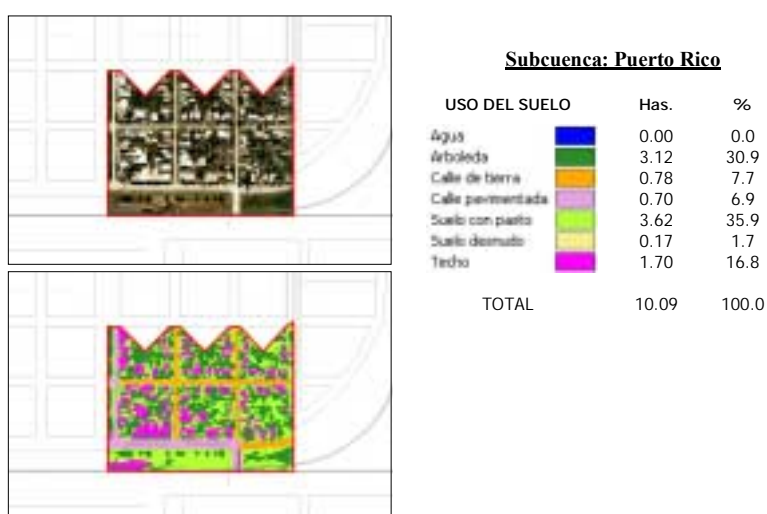 Subcuenca: Puerto Rico
USO DEL SUELO Has. %
Agua 0.00 0.0
Arboleda 3.12 30.9
Calle de tierra 0.78 7.7
Calle pavimentada 0.70 6.9
Suelo con pasto 3.62 35.9
Suelo desnudo 0.17 1.7
Techo 1.70 16.8
TOTAL 10.09 100.0